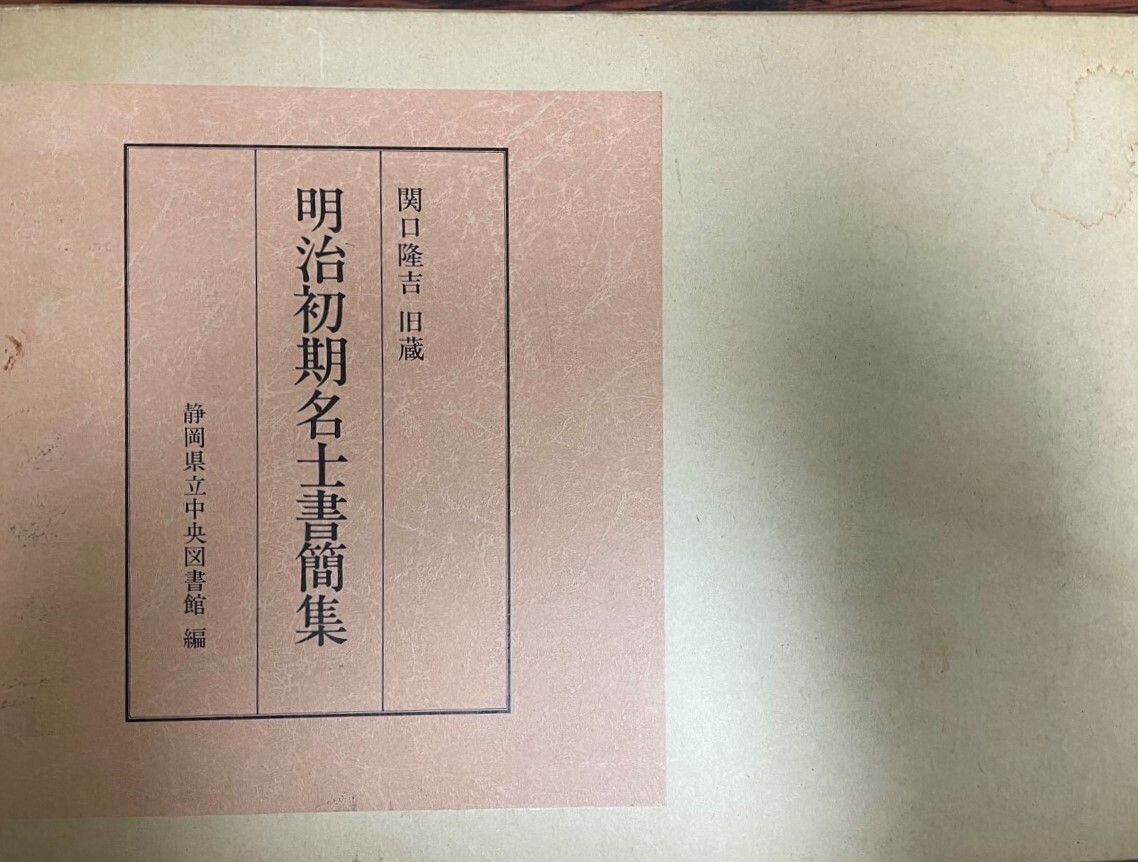 関口隆吉 旧蔵
明治初期名士書簡集
静岡県立中央図書館 編